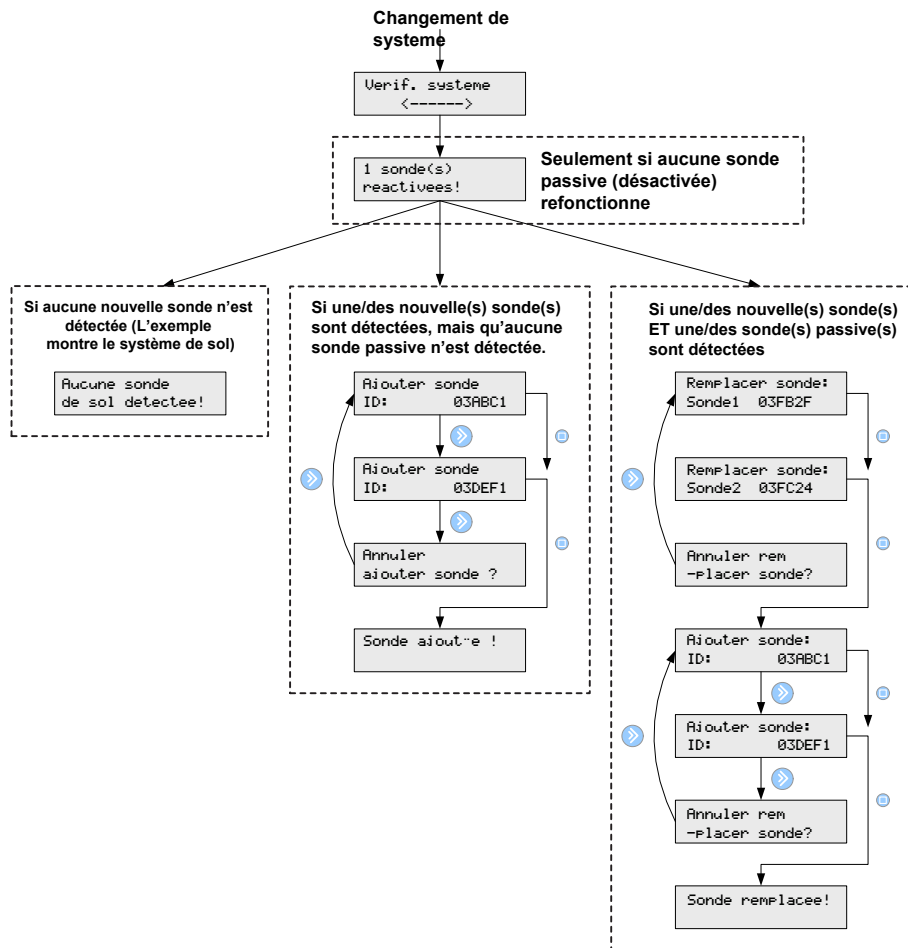 Changement de
systeme
Verif. systeme
<------>
1 sonde(s)
reactivees!
Seulement si aucune sonde
passive (désactivée)
refonctionne
Si aucune nouvelle sonde n'est
détectée (L'exemple
montre le système de sol)
Aucune sonde
de sol detectee!
Si une/des nouvelle(s) sonde(s)
sont détectées, mais qu'aucune
sonde passive n'est détectée.
Ajouter sonde
ID: 03ABC1
Ajouter sonde
ID: 03DEF1
Annuler
ajouter sonde ?
Sonde ajout¨e !
Si une/des nouvelle(s) sonde(s)
ET une/des sonde(s) passive(s)
sont détectées
Remplacer sonde:
Sonde1 03FB2F
Remplacer sonde:
Sonde2 03FC24
Annuler rem
-placer sonde?
Ajouter sonde:
ID: 03ABC1
Ajouter sonde:
ID: 03DEF1
Annuler rem
-placer sonde?
Sonde remplacee!